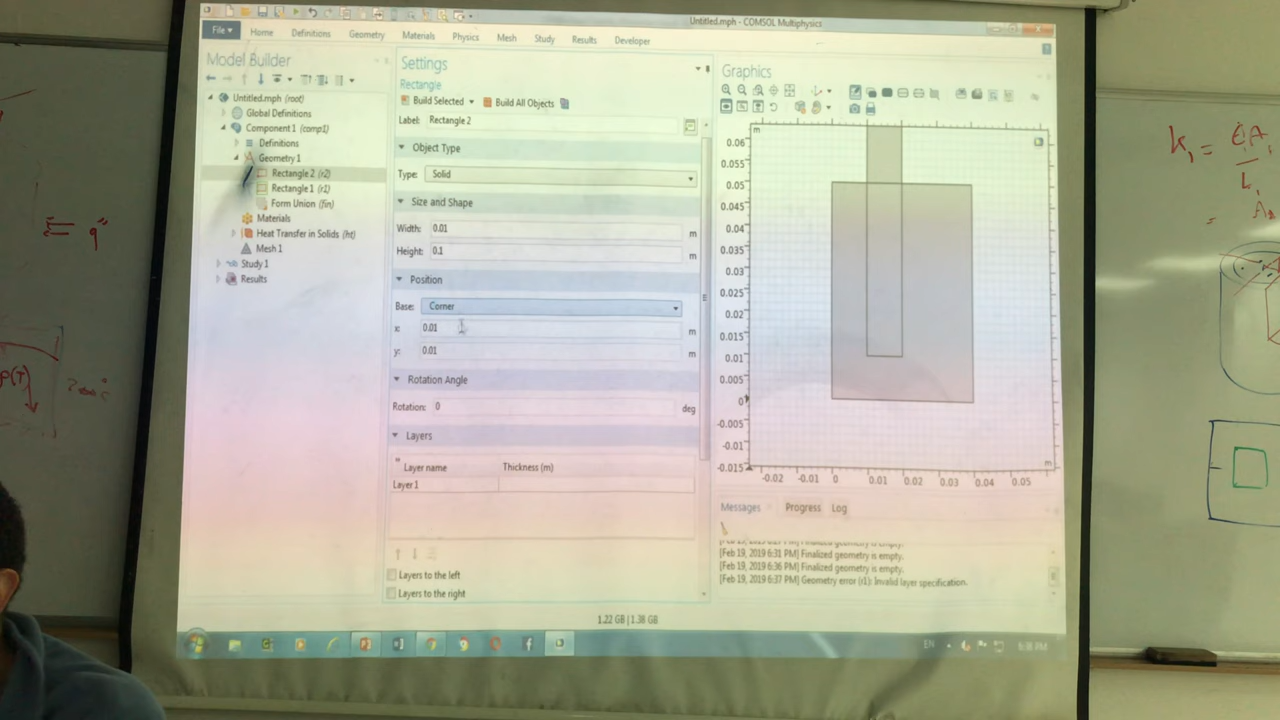 Untitled.mph - COMSOL Multiphysics
File Home Definitions Geometry Materials Physics Mesh Study Results Developer
Model Builder
Untitled.mph (root)
Global Definitions
Component 1 (comp1)
Definitions
Geometry 1
Rectangle 2 (r2)
Rectangle 1 (r1)
Form Union (fin)
Materials
Heat Transfer in Solids (ht)
Mesh 1
Study 1
Results
Settings
Rectangle
Build Selected Build All Objects
Label: Rectangle 2
Object Type
Type: Solid
Size and Shape
Width: 0.01 m
Height: 0.1 m
Position
Base: Corner
x: 0.01 m
y: 0.01 m
Rotation Angle
Rotation: 0 deg
Layers
Layer name Thickness (m)
Layer 1
Layers to the left
Layers to the right
Graphics
m
0.06
0.055
0.05
0.045
0.04
0.035
0.03
0.025
0.02
0.015
0.01
0.005
0
-0.005
-0.01
-0.015
m
-0.02 -0.01 0 0.01 0.02 0.03 0.04 0.05
Messages Progress Log
[Feb 19, 2019 6:31 PM] Finalized geometry is empty.
[Feb 19, 2019 6:36 PM] Finalized geometry is empty.
[Feb 19, 2019 6:37 PM] Geometry error (r1): Invalid layer specification.
1.22 GB | 1.38 GB
EN 6:38 PM